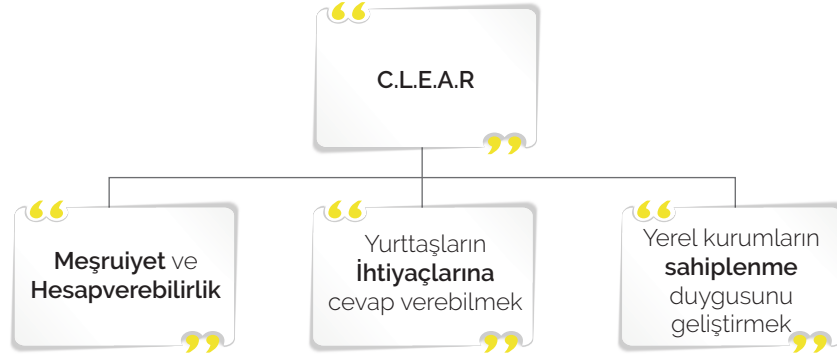 C.L.E.A.R
Meşruiyet ve
Hesapverebilirlik
Yurttaşların
İhtiyaçlarına
cevap verebilmek
Yerel kurumların
sahiplenme
duygusunu
geliştirmek